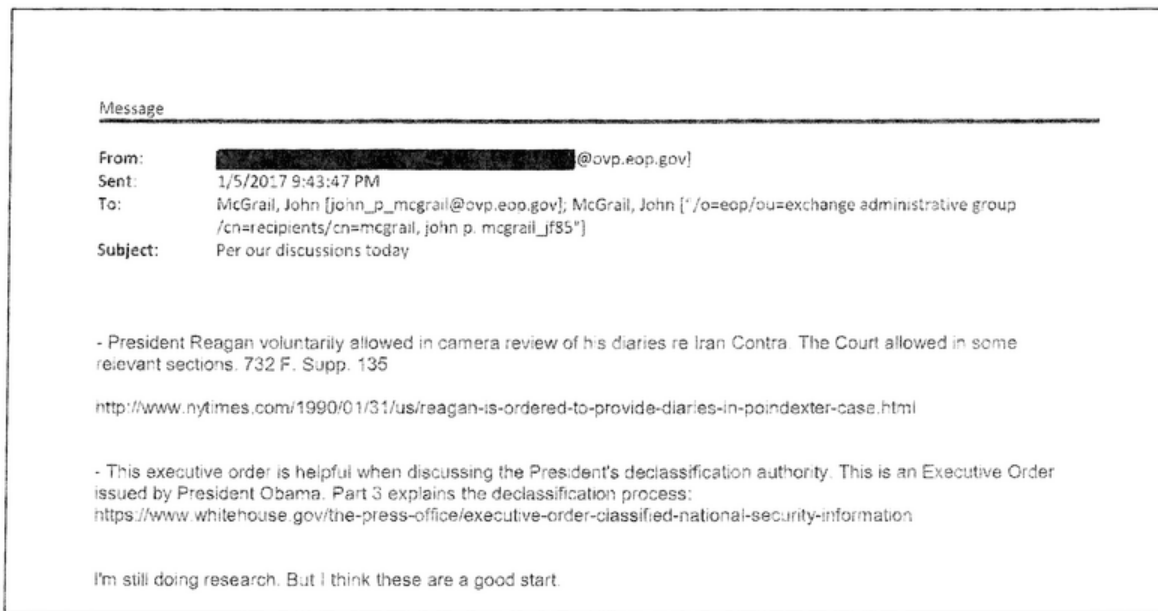 Message
From: @ovp.eop.gov]
Sent: 1/5/2017 9:43:47 PM
To: McGrail, John [john_p_mcgrail@ovp.eop.gov]; McGrail, John ["/o=eop/ou=exchange administrative group
/cn=recipients/cn=mcgrail, john p. mcgrail_jf85"]
Subject: Per our discussions today
- President Reagan voluntarily allowed in camera review of his diaries re Iran Contra. The Court allowed in some
relevant sections. 732 F. Supp. 135
http://www.nytimes.com/1990/01/31/us/reagan-is-ordered-to-provide-diaries-in-poindexter-case.html
- This executive order is helpful when discussing the President's declassification authority. This is an Executive Order
issued by President Obama. Part 3 explains the declassification process:
https://www.whitehouse.gov/the-press-office/executive-order-classified-national-security-information
I'm still doing research. But I think these are a good start.